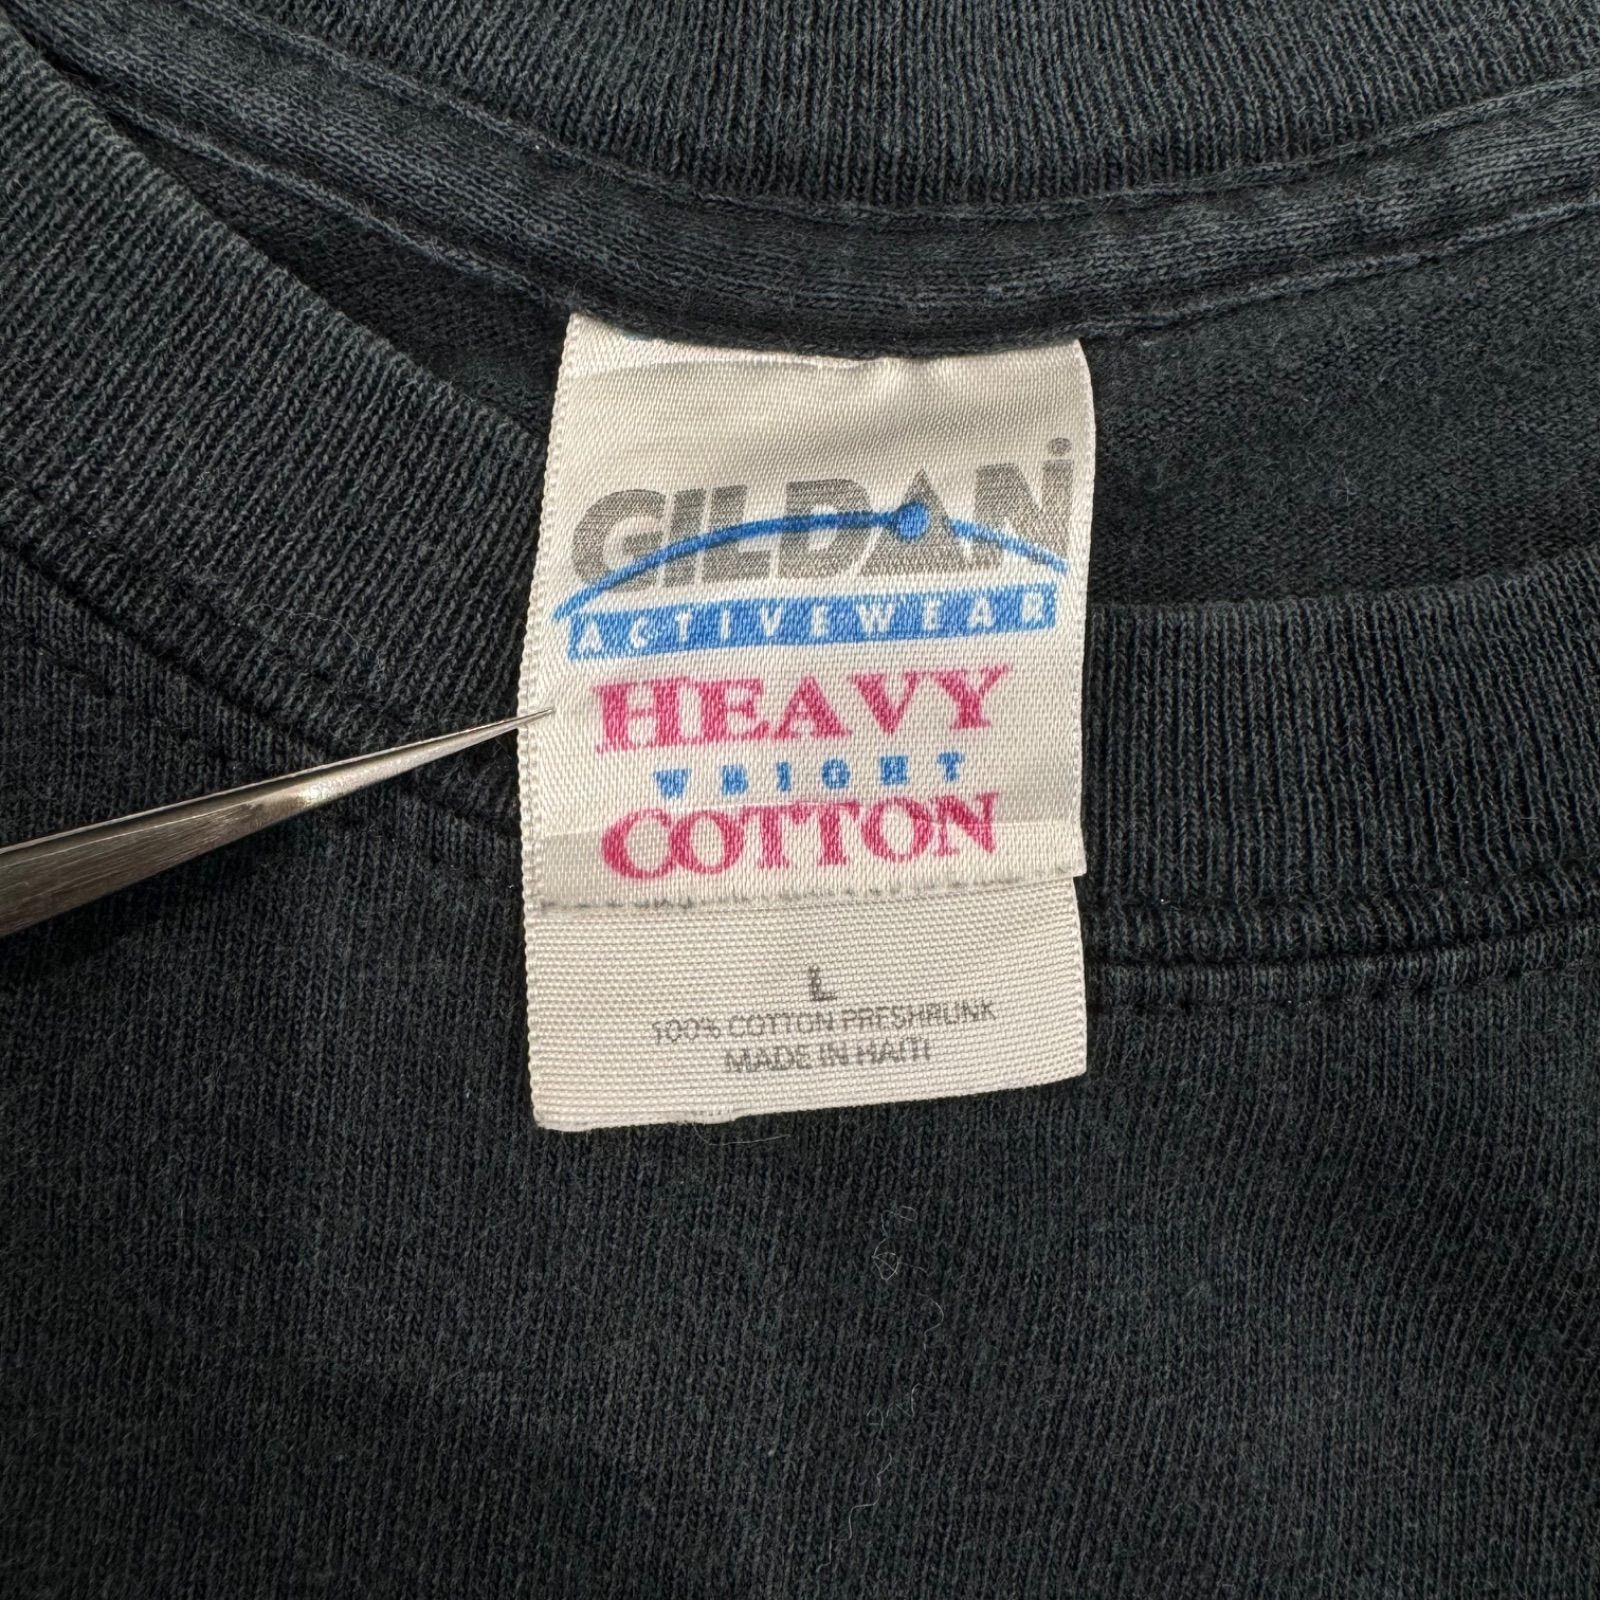 GILDAN
ACTIVEWEAR
HEAVY
WEIGHT
COTTON
L
100% COTTON PRESHRUNK
MADE IN HAITI